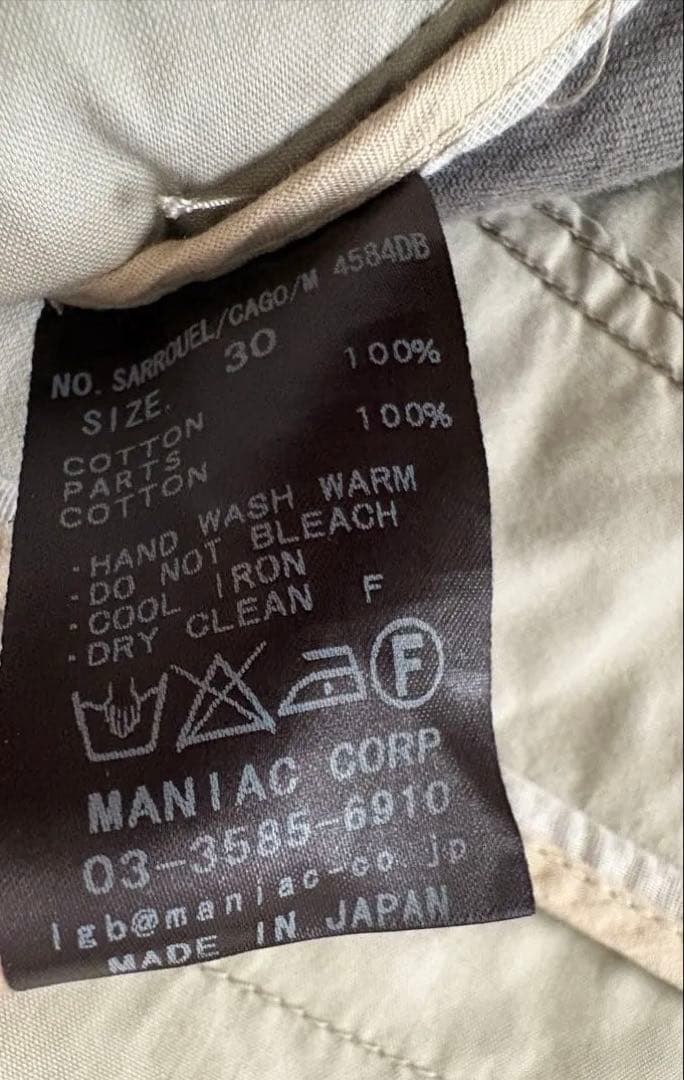 NO. SARROUEL/CAGO/M 4584DB
SIZE. 30
COTTON 100%
PARTS
COTTON 100%
·HAND WASH WARM
·DO NOT BLEACH
·COOL IRON
·DRY CLEAN F
F
MANIAC CORP
03-3585-6910
lgb@maniac-co.jp
MADE IN JAPAN